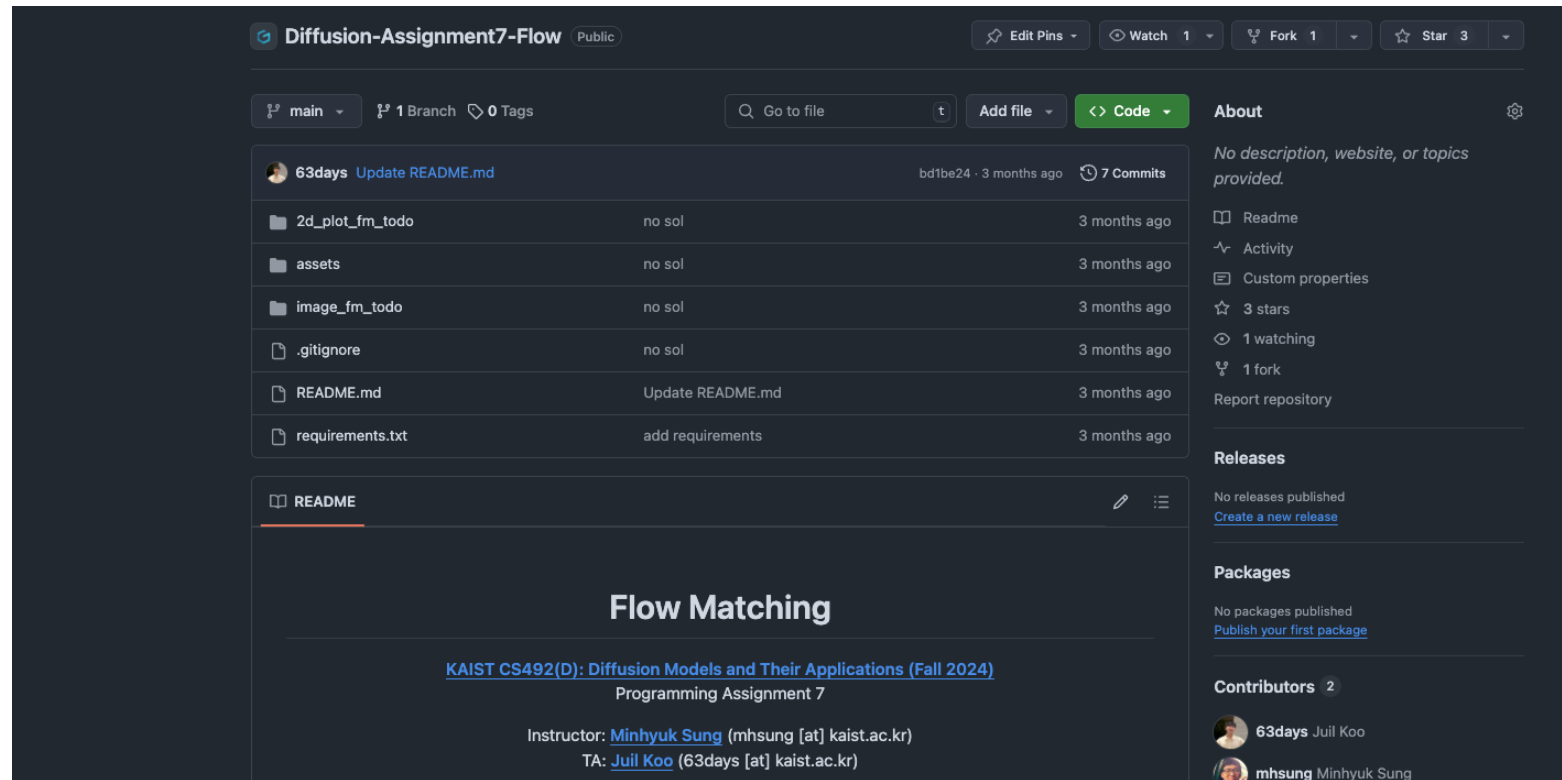 Diffusion-Assignment7-Flow Public
Edit Pins
Watch 1
Fork 1
Star 3
main
1 Branch
0 Tags
Go to file t
Add file
<> Code
63days Update README.md bd1be24 · 3 months ago 7 Commits
2d_plot_fm_todo no sol 3 months ago
assets no sol 3 months ago
image_fm_todo no sol 3 months ago
.gitignore no sol 3 months ago
README.md Update README.md 3 months ago
requirements.txt add requirements 3 months ago
README
Flow Matching
KAIST CS492(D): Diffusion Models and Their Applications (Fall 2024)
Programming Assignment 7
Instructor: Minhyuk Sung (mhsung [at] kaist.ac.kr)
TA: Juil Koo (63days [at] kaist.ac.kr)
About
No description, website, or topics
provided.
Readme
Activity
Custom properties
3 stars
1 watching
1 fork
Report repository
Releases
No releases published
Create a new release
Packages
No packages published
Publish your first package
Contributors 2
63days Juil Koo
mhsung Minhyuk Sung